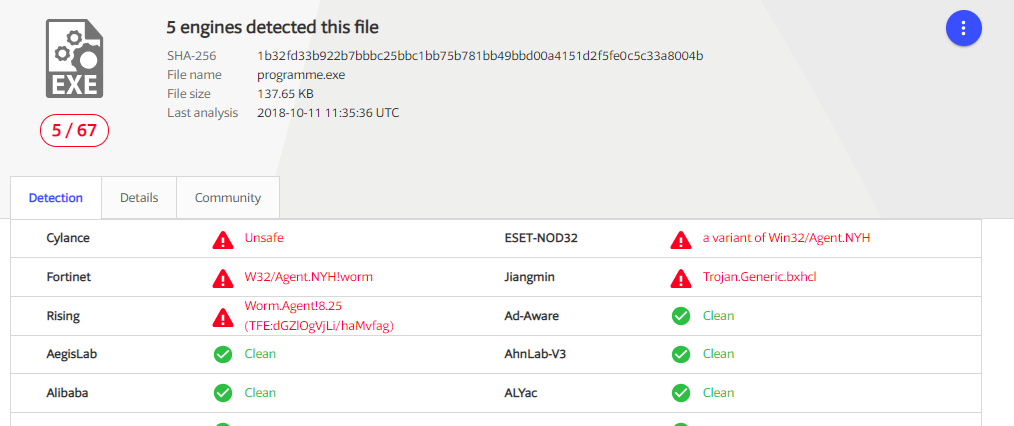 5 engines detected this file
SHA-256 1b32fd33b922b7bbbc25bbc1bb75b781bb49bbd00a4151d2f5fe0c5c33a8004b
File name programme.exe
File size 137.65 KB
Last analysis 2018-10-11 11:35:36 UTC
EXE
5 / 67
Detection Details Community
Cylance Unsafe ESET-NOD32 a variant of Win32/Agent.NYH
Fortinet W32/Agent.NYH!worm Jiangmin Trojan.Generic.bxhcl
Rising Worm.Agent!8.25 Ad-Aware Clean
(TFE:dGZlOgVjLi/haMvfag)
AegisLab Clean AhnLab-V3 Clean
Alibaba Clean ALYac Clean